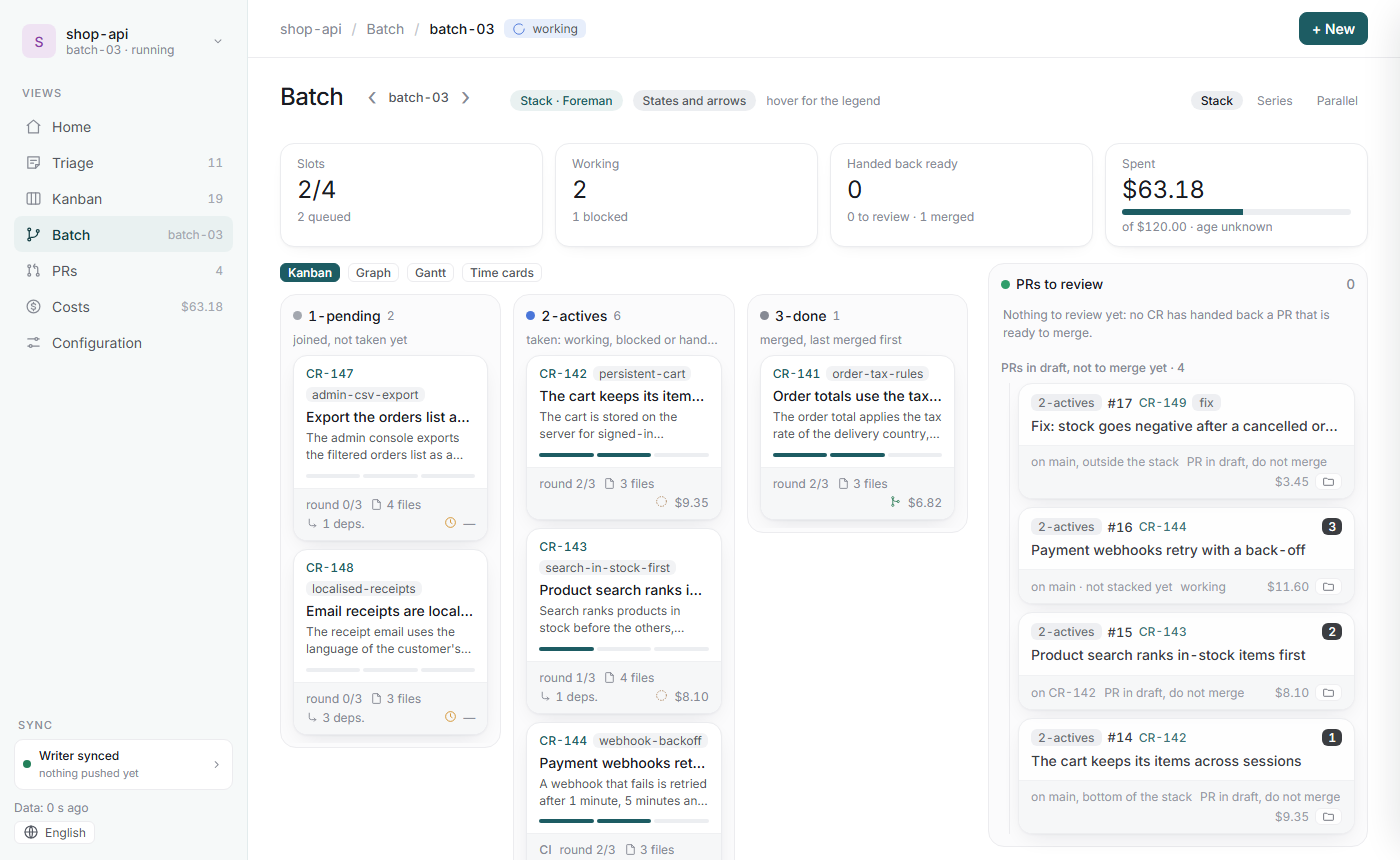 S
shop-api
batch-03 · running
VIEWS
Home
Triage 11
Kanban 19
Batch batch-03
PRs 4
Costs $63.18
Configuration
SYNC
Writer synced
nothing pushed yet
Data: 0 s ago
English
shop-api / Batch / batch-03 working
+ New
Batch batch-03 Stack · Foreman States and arrows hover for the legend Stack Series Parallel
Slots
2/4
2 queued
Working
2
1 blocked
Handed back ready
0
0 to review · 1 merged
Spent
$63.18
of $120.00 · age unknown
Kanban Graph Gantt Time cards
1-pending 2
joined, not taken yet
CR-147
admin-csv-export
Export the orders list a...
The admin console exports
the filtered orders list as a...
round 0/3 4 files
1 deps. —
CR-148
localised-receipts
Email receipts are local...
The receipt email uses the
language of the customer's...
round 0/3 3 files
3 deps. —
2-actives 6
taken: working, blocked or hand...
CR-142 persistent-cart
The cart keeps its item...
The cart is stored on the
server for signed-in...
round 2/3 3 files
$9.35
CR-143
search-in-stock-first
Product search ranks i...
Search ranks products in
stock before the others,...
round 1/3 4 files
1 deps. $8.10
CR-144 webhook-backoff
Payment webhooks ret...
A webhook that fails is retried
after 1 minute, 5 minutes an...
CI round 2/3 3 files
3-done 1
merged, last merged first
CR-141 order-tax-rules
Order totals use the tax...
The order total applies the tax
rate of the delivery country,...
round 2/3 3 files
$6.82
PRs to review 0
Nothing to review yet: no CR has handed back a PR that is
ready to merge.
PRs in draft, not to merge yet · 4
2-actives #17 CR-149 fix
Fix: stock goes negative after a cancelled or...
on main, outside the stack PR in draft, do not merge
$3.45
2-actives #16 CR-144 3
Payment webhooks retry with a back-off
on main · not stacked yet working $11.60
2-actives #15 CR-143 2
Product search ranks in-stock items first
on CR-142 PR in draft, do not merge $8.10
2-actives #14 CR-142 1
The cart keeps its items across sessions
on main, bottom of the stack PR in draft, do not merge
$9.35